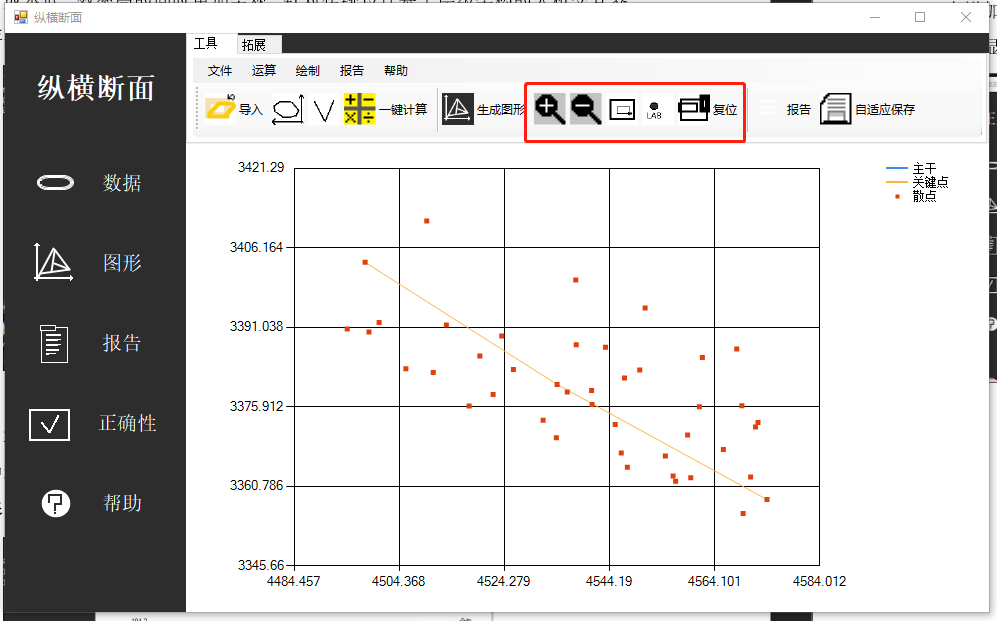 纵横断面
纵横断面
数据
图形
报告
正确性
帮助
工具 拓展
文件 运算 绘制 报告 帮助
导入 一键计算 生成图形 LAB 复位 报告 自适应保存
3421.29
3406.164
3391.038
3375.912
3360.786
3345.66
4484.457 4504.368 4524.279 4544.19 4564.101 4584.012
主干
关键点
散点